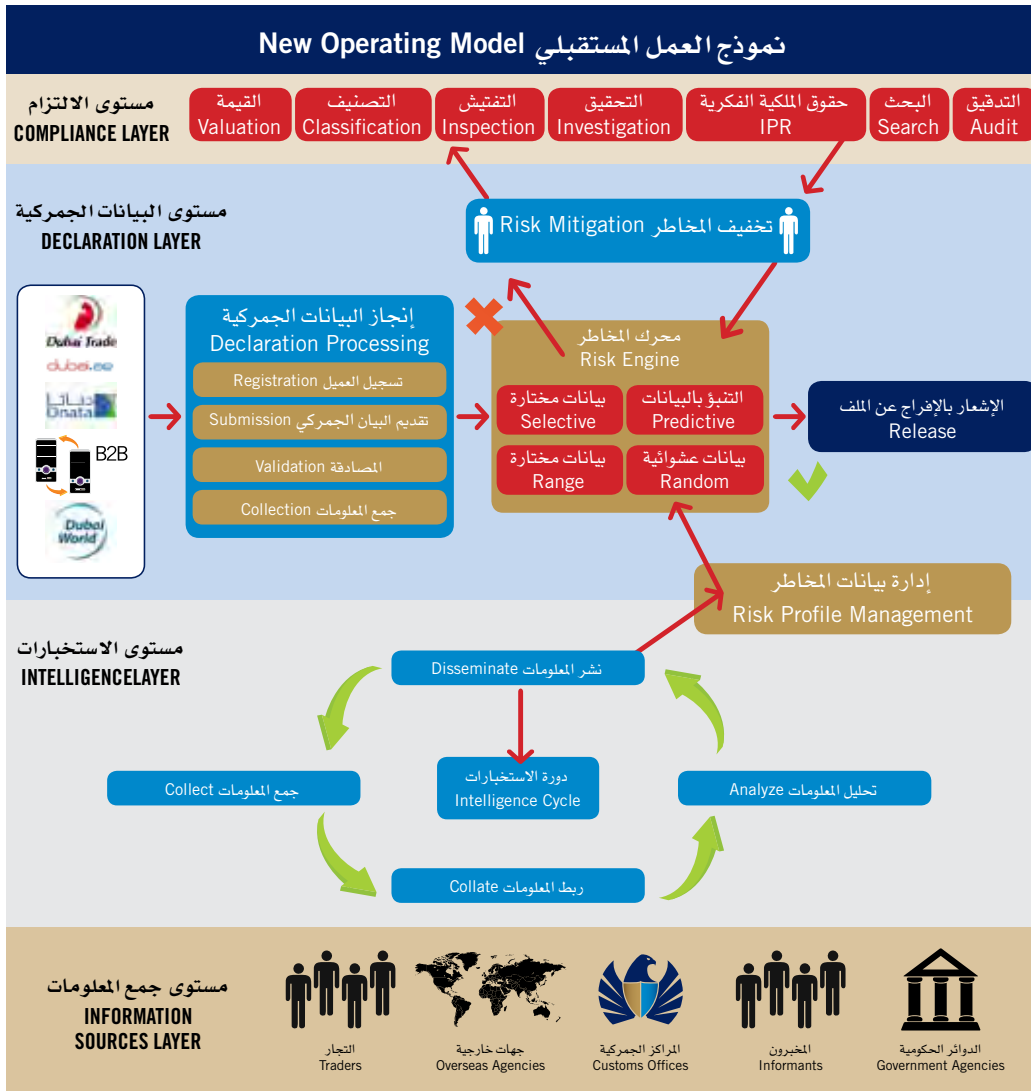 نموذج العمل المستقبلي New Operating Model
مستوى الالتزام
COMPLIANCE LAYER
القيمة
Valuation
التصنيف
Classification
التفتيش
Inspection
التحقيق
Investigation
حقوق الملكية الفكرية
IPR
البحث
Search
التدقيق
Audit
مستوى البيانات الجمركية
DECLARATION LAYER
تخفيف المخاطر Risk Mitigation
Dubai Trade
dubai.ae
دناتا
Dnata
B2B
Dubai
World
إنجاز البيانات الجمركية
Declaration Processing
تسجيل العميل Registration
تقديم البيان الجمركي Submission
المصادقة Validation
جمع المعلومات Collection
محرك المخاطر
Risk Engine
بيانات مختارة
Selective
التنبؤ بالبيانات
Predictive
بيانات مختارة
Range
بيانات عشوائية
Random
الإشعار بالإفراج عن الملف
Release
إدارة بيانات المخاطر
Risk Profile Management
مستوى الاستخبارات
INTELLIGENCELAYER
نشر المعلومات Disseminate
جمع المعلومات Collect
دورة الاستخبارات
Intelligence Cycle
تحليل المعلومات Analyze
ربط المعلومات Collate
مستوى جمع المعلومات
INFORMATION
SOURCES LAYER
التجار
Traders
جهات خارجية
Overseas Agencies
المراكز الجمركية
Customs Offices
المخبرون
Informants
الدوائر الحكومية
Government Agencies